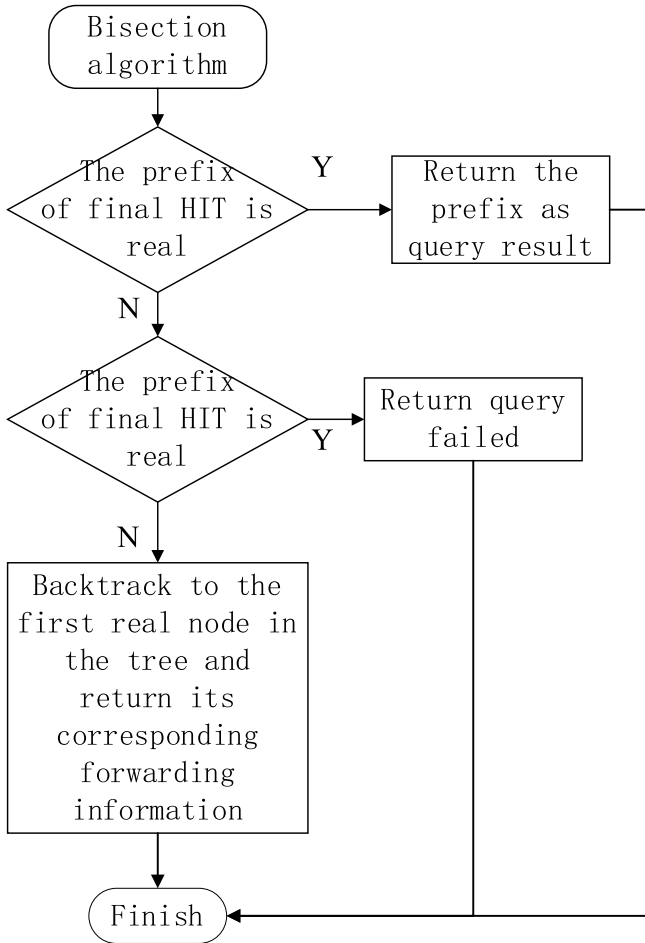 Bisection
algorithm
The prefix
of final HIT is
real
Y
Return the
prefix as
query result
N
The prefix
of final HIT is
real
Y
Return query
failed
N
Backtrack to the
first real node in
the tree and
return its
corresponding
forwarding
information
Finish